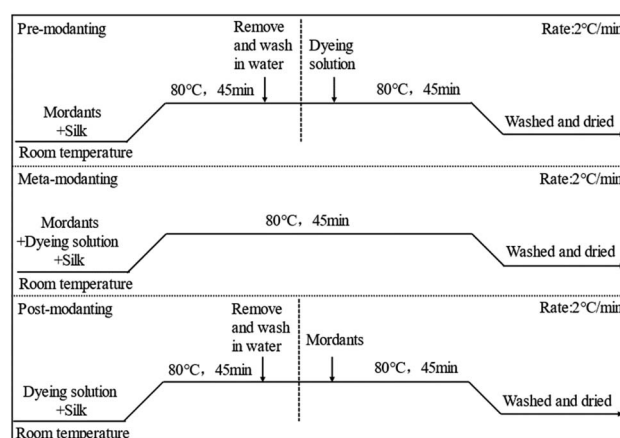 Pre-modanting
Remove
and wash
in water
Dyeing
solution
Rate:2°C/min
80°C, 45min
80°C, 45min
Mordants
+Silk
Washed and dried
Room temperature
Meta-modanting
Rate:2°C/min
Mordants
+Dyeing solution
+Silk
80°C, 45min
Washed and dried
Room temperature
Post-modanting
Remove
and wash
in water
Mordants
Rate:2°C/min
80°C, 45min
80°C, 45min
Dyeing solution
+Silk
Washed and dried
Room temperature